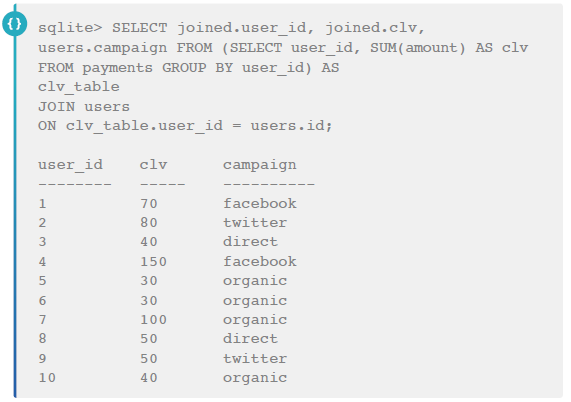 {}
sqlite> SELECT joined.user_id, joined.clv,
users.campaign FROM (SELECT user_id, SUM(amount) AS clv
FROM payments GROUP BY user_id) AS
clv_table
JOIN users
ON clv_table.user_id = users.id;
user_id clv campaign
-------- ----- ----------
1 70 facebook
2 80 twitter
3 40 direct
4 150 facebook
5 30 organic
6 30 organic
7 100 organic
8 50 direct
9 50 twitter
10 40 organic